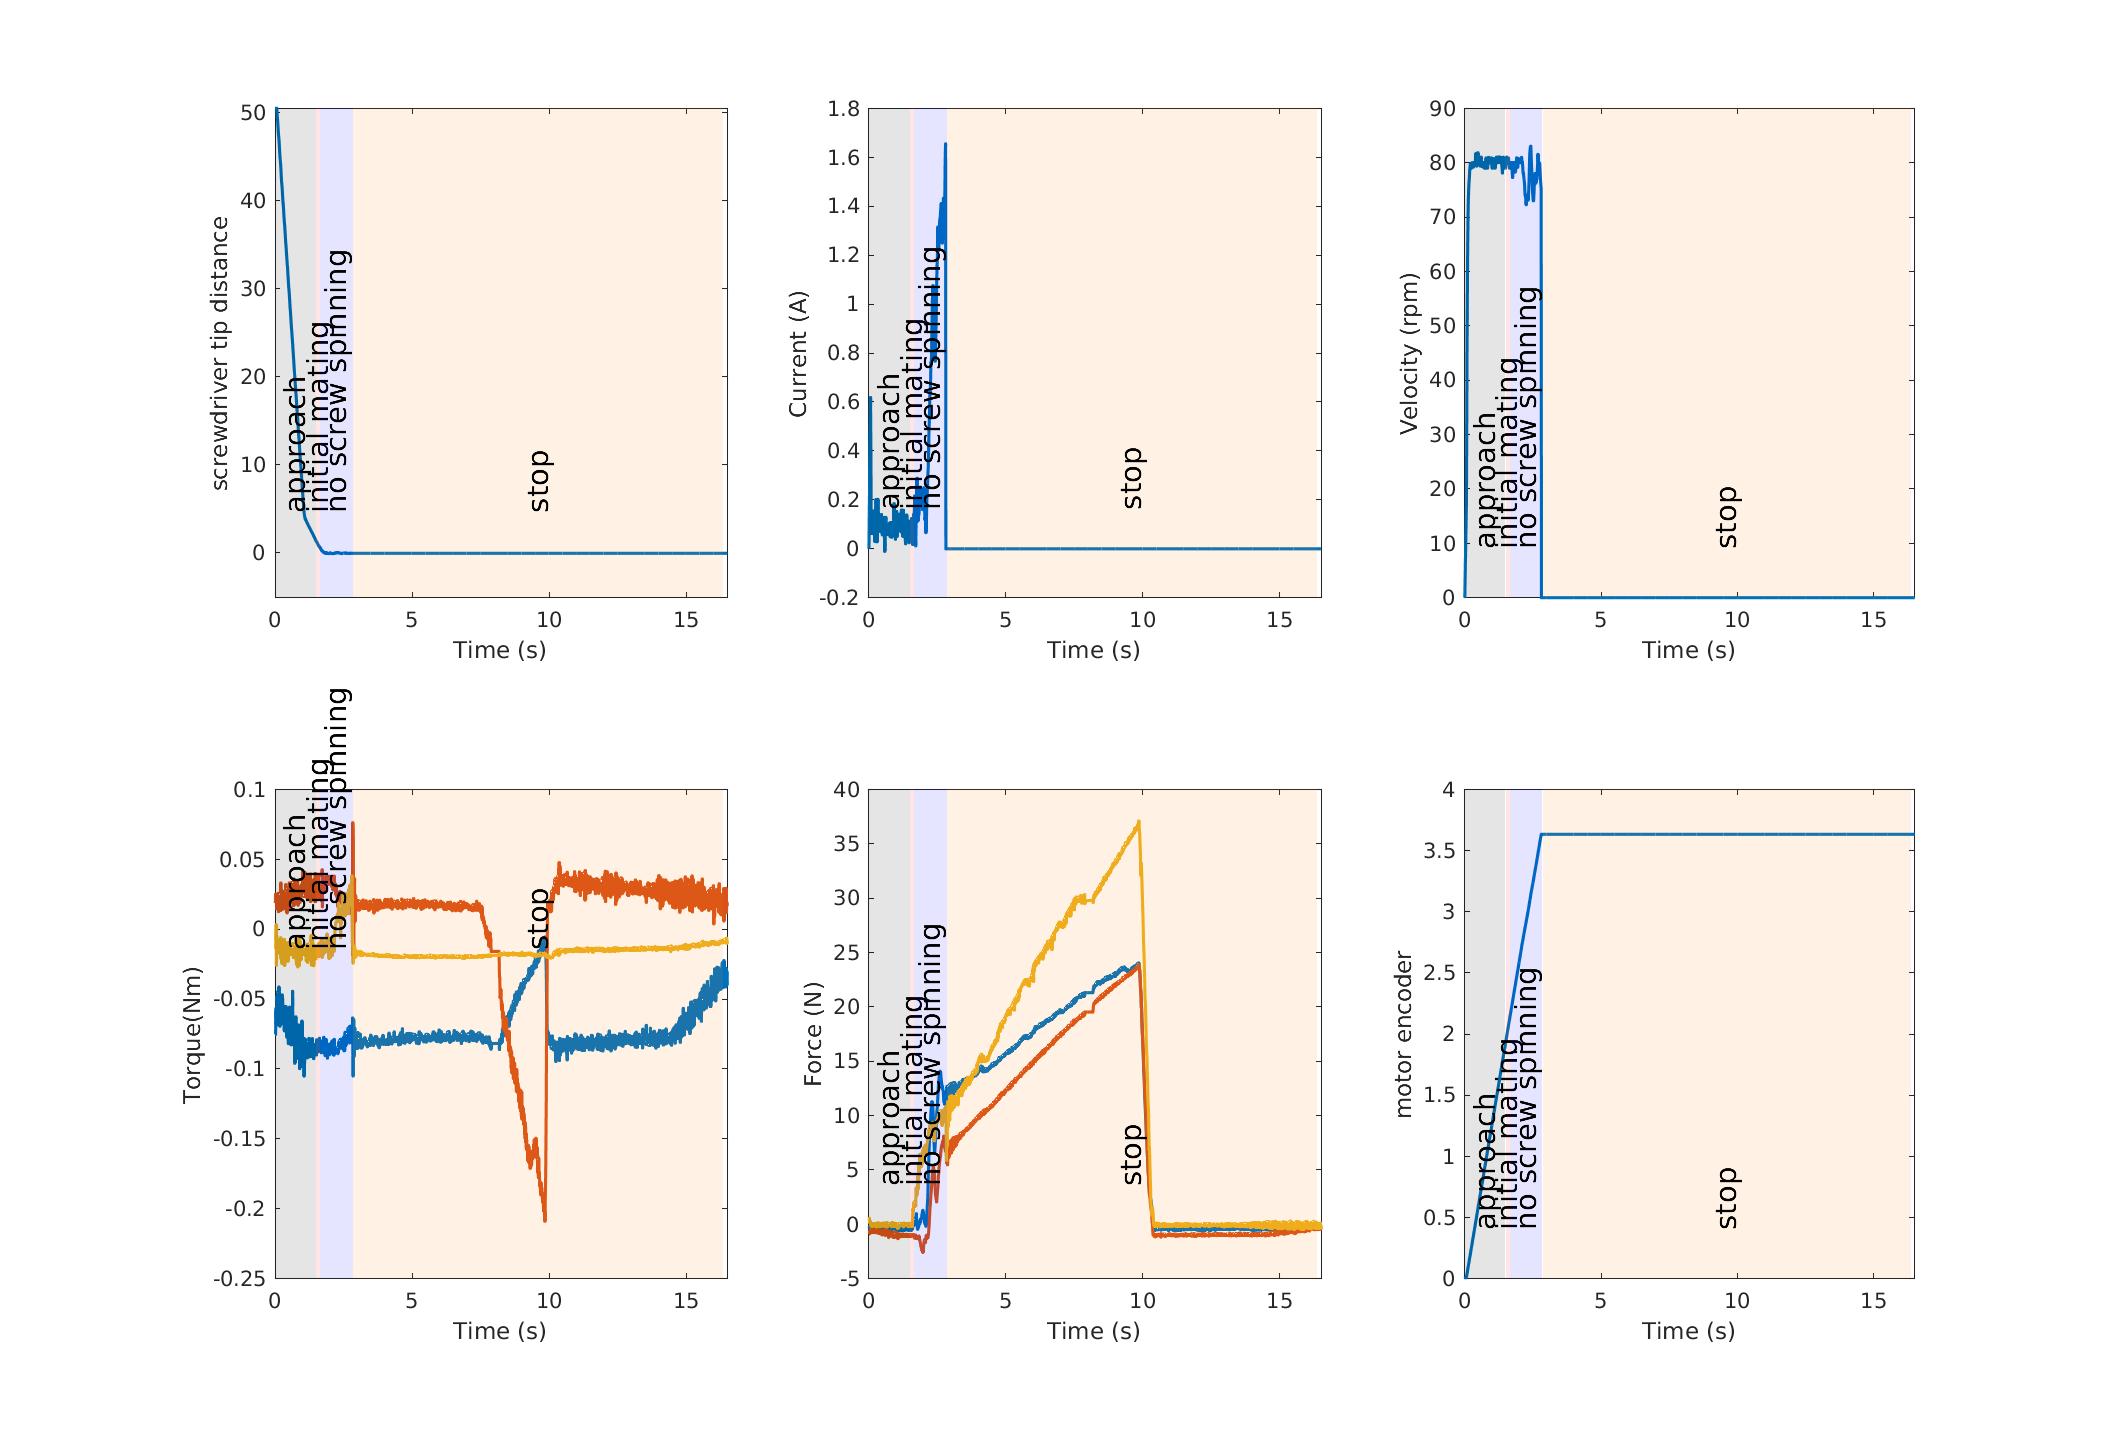 50
40
30
20
10
0
screwdriver tip distance
approach
initial mating
no screw spinning
stop
0 5 10 15
Time (s)
1.8
1.6
1.4
1.2
1
0.8
0.6
0.4
0.2
0
-0.2
Current (A)
approach
initial mating
no screw spinning
stop
0 5 10 15
Time (s)
90
80
70
60
50
40
30
20
10
0
Velocity (rpm)
approach
initial mating
no screw spinning
stop
0 5 10 15
Time (s)
0.1
0.05
0
-0.05
-0.1
-0.15
-0.2
-0.25
Torque(Nm)
approach
initial mating
no screw spinning
stop
0 5 10 15
Time (s)
40
35
30
25
20
15
10
5
0
-5
Force (N)
approach
initial mating
no screw spinning
stop
0 5 10 15
Time (s)
4
3.5
3
2.5
2
1.5
1
0.5
0
motor encoder
approach
initial mating
no screw spinning
stop
0 5 10 15
Time (s)